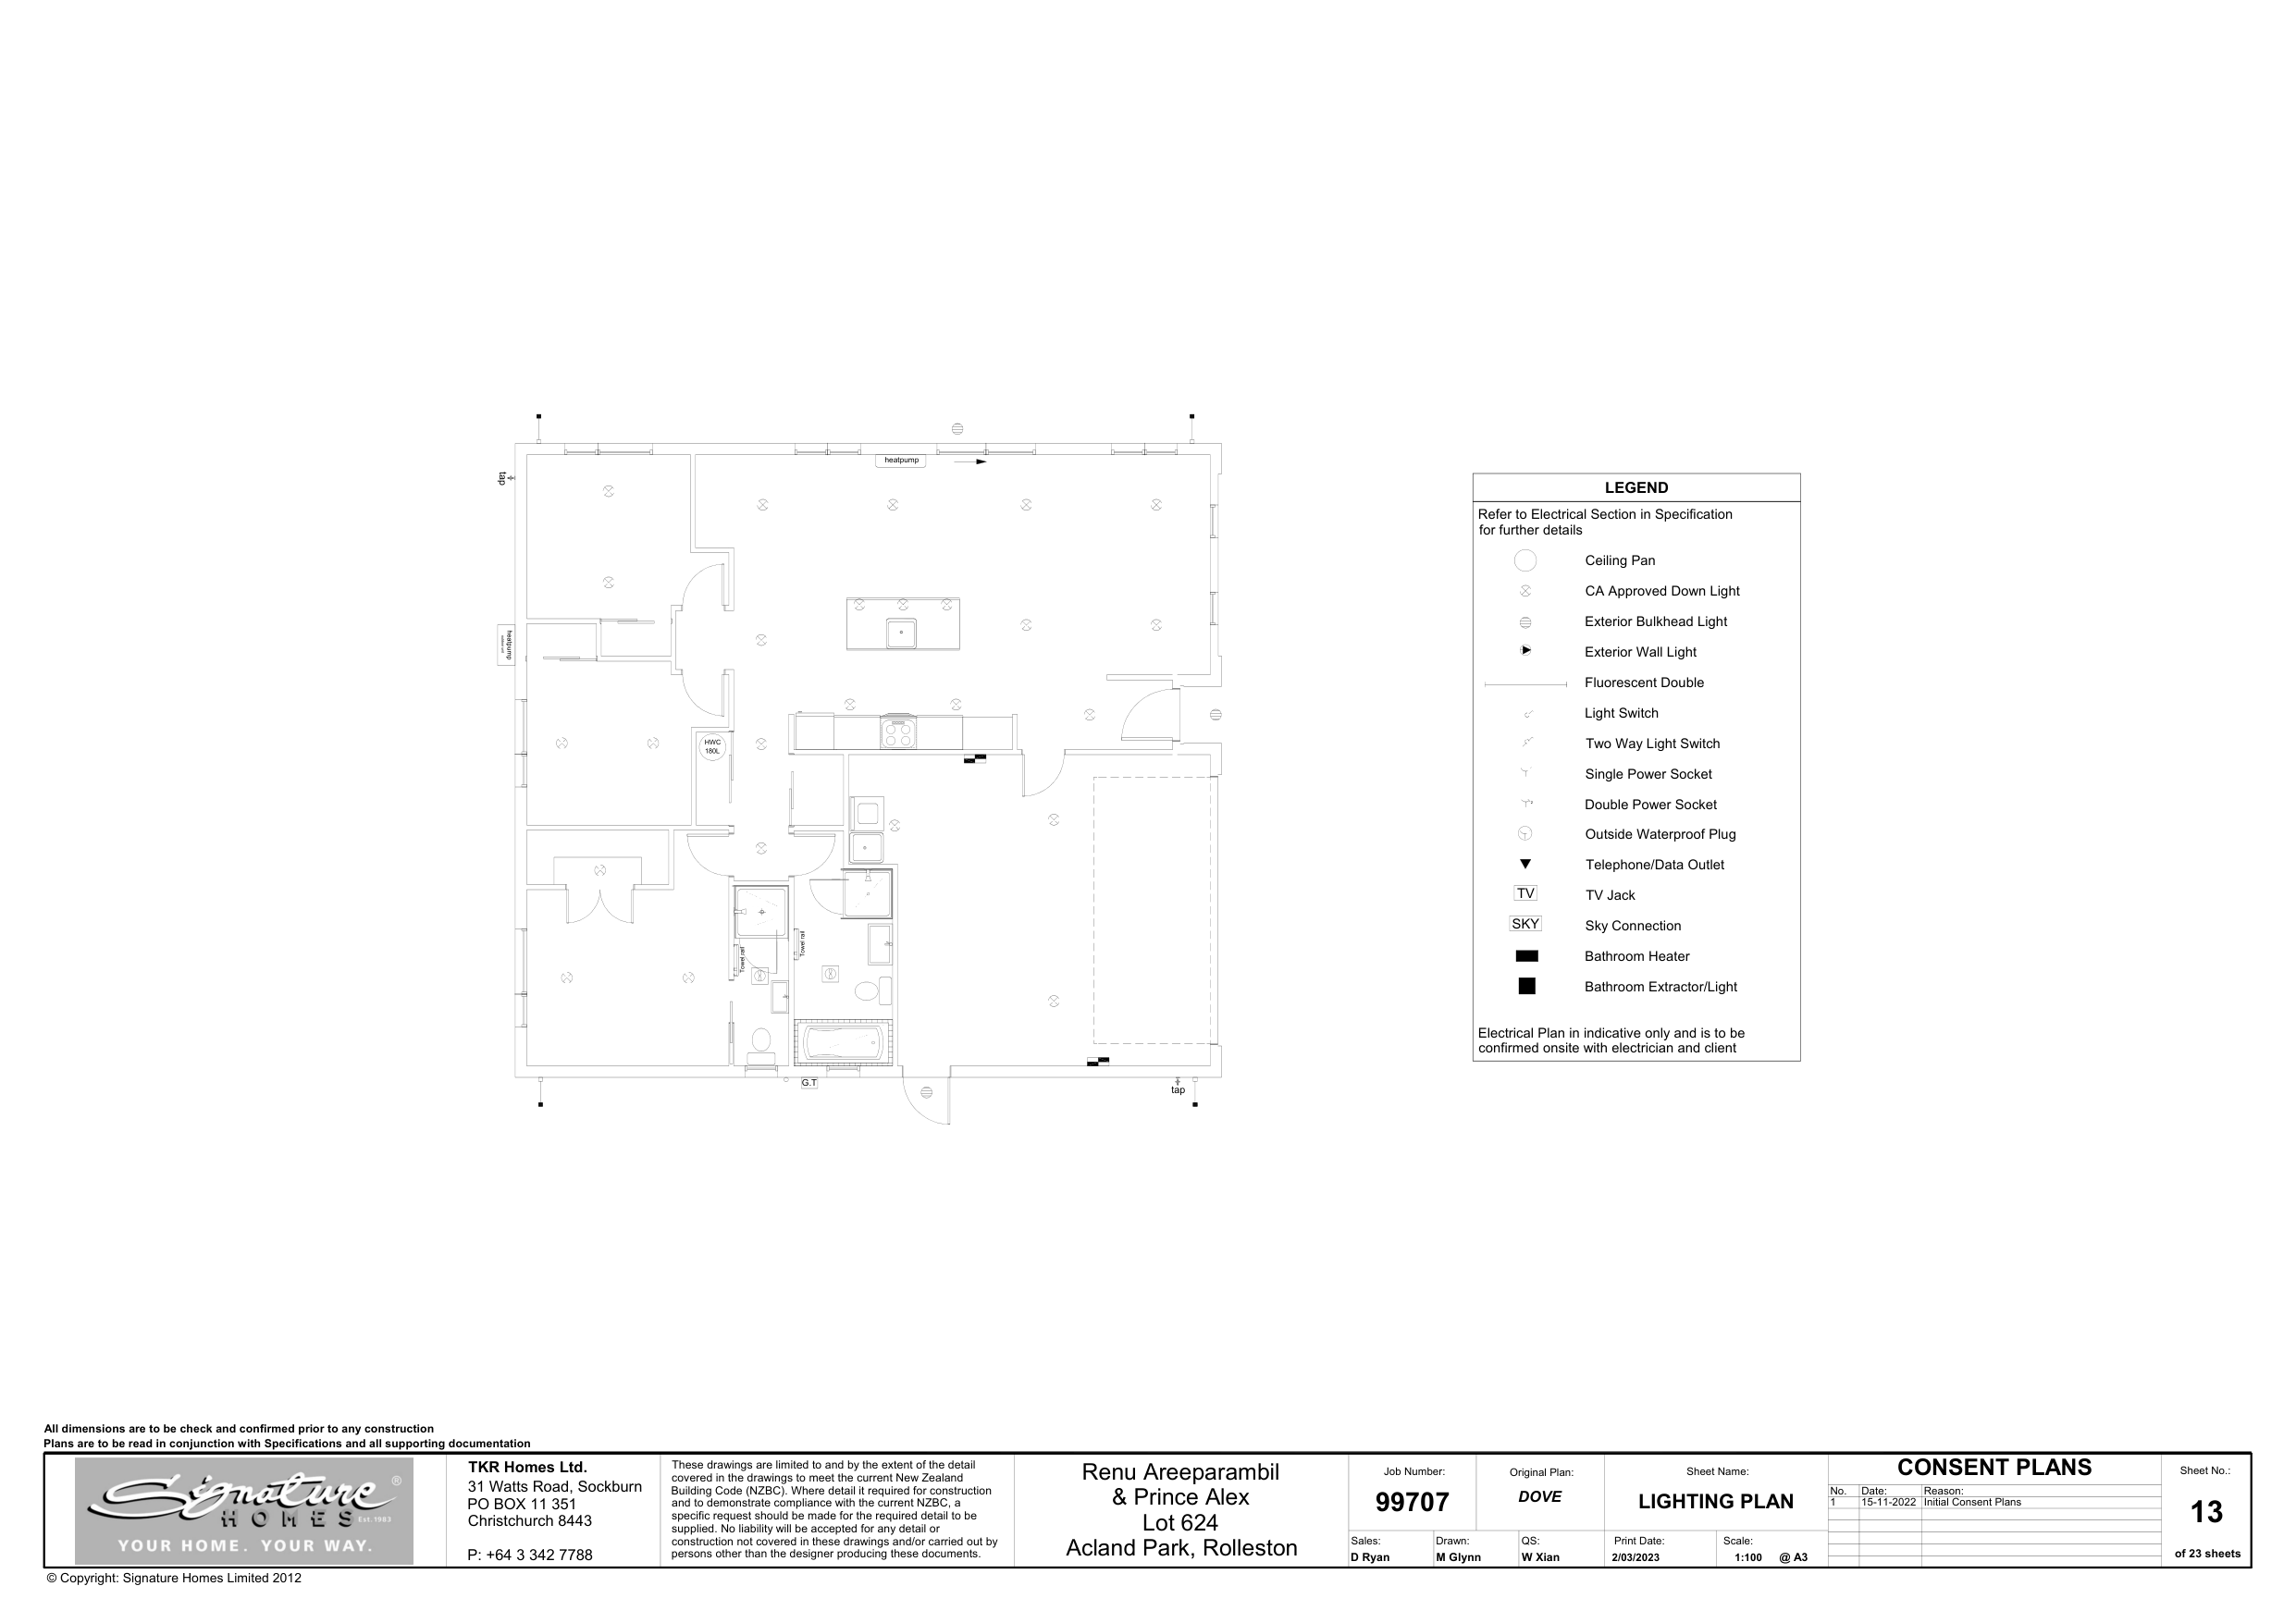 tap
heatpump
heatpump
HWC
180L
Towel rail
Towel rail
G.T
tap
LEGEND
Refer to Electrical Section in Specification
for further details
Ceiling Pan
CA Approved Down Light
Exterior Bulkhead Light
Exterior Wall Light
Fluorescent Double
Light Switch
Two Way Light Switch
Single Power Socket
Double Power Socket
Outside Waterproof Plug
Telephone/Data Outlet
TV TV Jack
SKY Sky Connection
Bathroom Heater
Bathroom Extractor/Light
Electrical Plan in indicative only and is to be
confirmed onsite with electrician and client
All dimensions are to be check and confirmed prior to any construction
Plans are to be read in conjunction with Specifications and all supporting documentation
Signature ®
HOMES Est.1983
YOUR HOME. YOUR WAY.
TKR Homes Ltd.
31 Watts Road, Sockburn
PO BOX 11 351
Christchurch 8443
P: +64 3 342 7788
These drawings are limited to and by the extent of the detail
covered in the drawings to meet the current New Zealand
Building Code (NZBC). Where detail it required for construction
and to demonstrate compliance with the current NZBC, a
specific request should be made for the required detail to be
supplied. No liability will be accepted for any detail or
construction not covered in these drawings and/or carried out by
persons other than the designer producing these documents.
Renu Areeparambil
& Prince Alex
Lot 624
Acland Park, Rolleston
Job Number:
99707
Original Plan:
DOVE
Sales:
D Ryan
Drawn:
M Glynn
QS:
W Xian
Sheet Name:
LIGHTING PLAN
Print Date:
2/03/2023
Scale:
1:100 @ A3
CONSENT PLANS
No. Date: Reason:
1 15-11-2022 Initial Consent Plans
Sheet No.:
13
of 23 sheets
© Copyright: Signature Homes Limited 2012